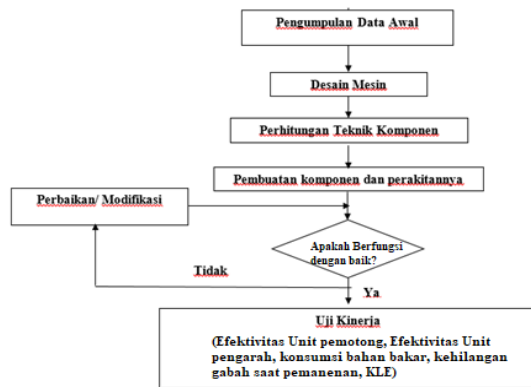 Pengumpulan Data Awal
Desain Mesin
Perhitungan Teknik Komponen
Pembuatan komponen dan perakitannya
Perbaikan/ Modifikasi
Apakah Berfungsi
dengan baik?
Tidak
Ya
Uji Kinerja
(Efektivitas Unit pemotong, Efektivitas Unit
pengarah, konsumsi bahan bakar, kehilangan
gabah saat pemanenan, KLE)